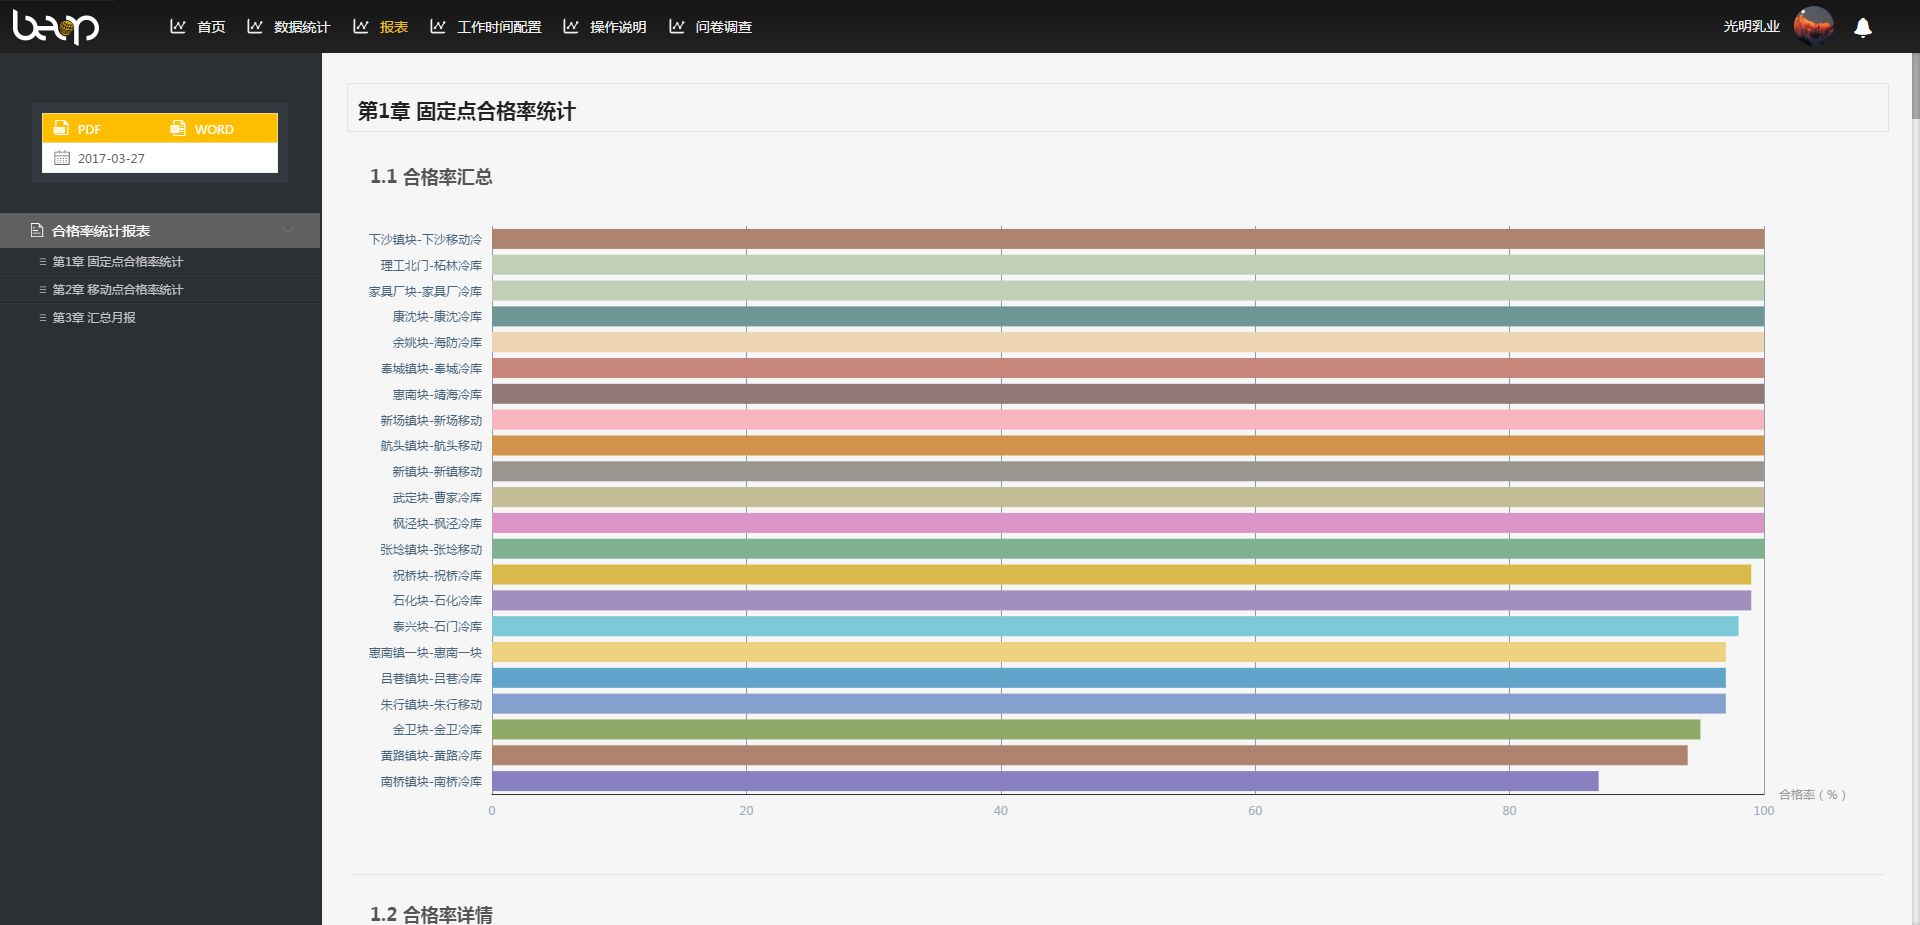 beop
首页
数据统计
报表
工作时间配置
操作说明
问卷调查
光明乳业
PDF
WORD
2017-03-27
合格率统计报表
第1章 固定点合格率统计
第2章 移动点合格率统计
第3章 汇总月报
第1章 固定点合格率统计
1.1 合格率汇总
下沙镇块-下沙移动冷
理工北门-柘林冷库
家具厂块-家具厂冷库
康沈块-康沈冷库
余姚块-海防冷库
奉城镇块-奉城冷库
惠南块-靖海冷库
新场镇块-新场移动
航头镇块-航头移动
新镇块-新镇移动
武定块-曹家冷库
枫泾块-枫泾冷库
张埝镇块-张埝移动
祝桥块-祝桥冷库
石化块-石化冷库
泰兴块-石门冷库
惠南镇一块-惠南一块
吕巷镇块-吕巷冷库
朱行镇块-朱行移动
金卫块-金卫冷库
黄路镇块-黄路冷库
南桥镇块-南桥冷库
0 20 40 60 80 100
合格率 ( % )
1.2 合格率详情